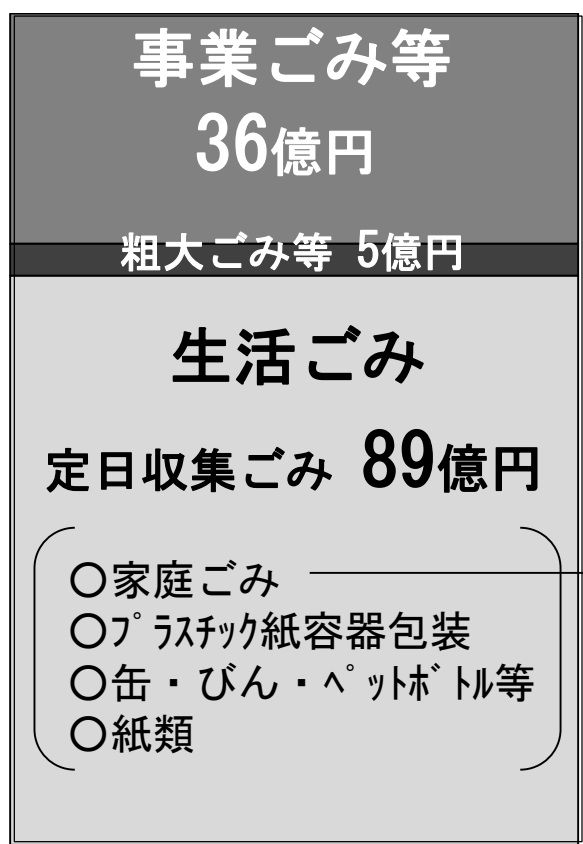 事業ごみ等
36億円
粗大ごみ等 5億円
生活ごみ
定日収集ごみ 89億円
○家庭ごみ
○ﾌﾟﾗｽﾁｯｸ紙容器包装
○缶・びん・ﾍﾟｯﾄﾎﾞﾄﾙ等
○紙類